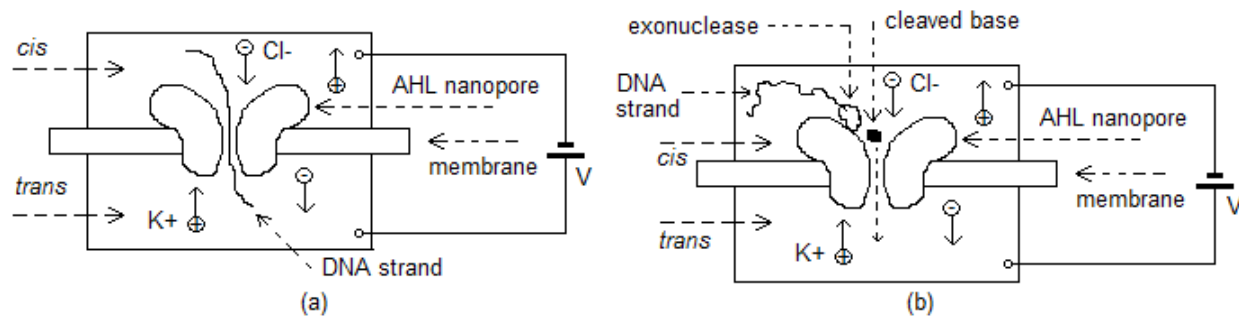 cis
Cl-
AHL nanopore
membrane
V
trans
K+
DNA strand
(a)
exonuclease
cleaved base
DNA
strand
Cl-
AHL nanopore
cis
membrane
V
trans
K+
(b)